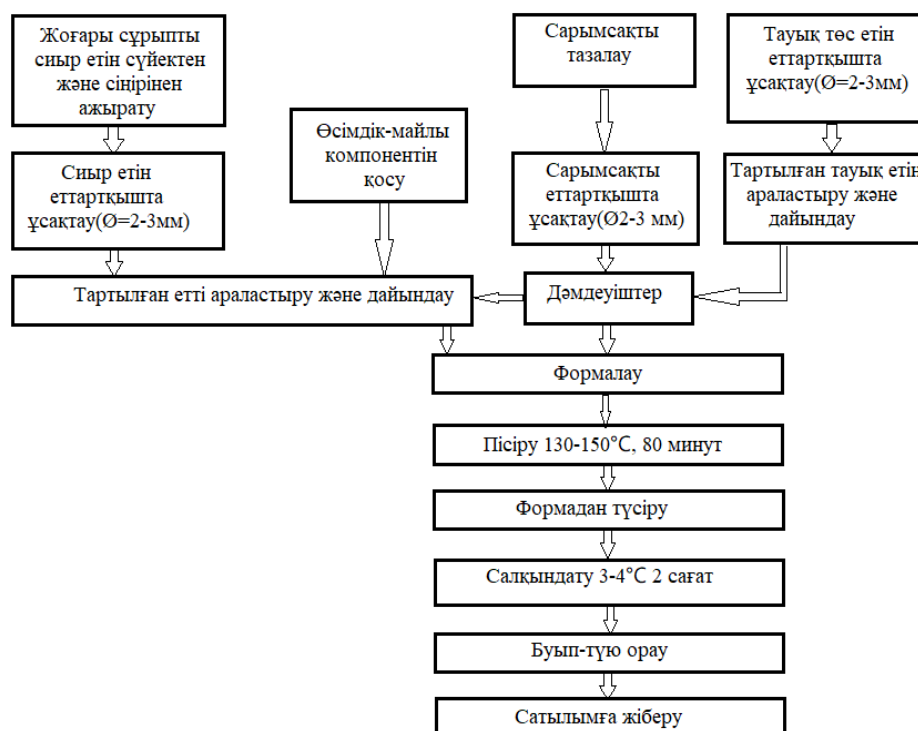 Жоғары сұрыпты
сиыр етін сүйектен
және сіңірінен
ажырату
Сарымсақты
тазалау
Тауық төс етін
еттартқышта
ұсақтау(Ø=2-3мм)
Өсімдік-майлы
компонентін
қосу
Сиыр етін
еттартқышта
ұсақтау(Ø=2-3мм)
Сарымсақты
еттартқышта
ұсақтау(Ø2-3 мм)
Тартылған тауық етін
араластыру және
дайындау
Тартылған етті араластыру және дайындау
Дәмдеуіштер
Формалау
Пісіру 130-150°C, 80 минут
Формадан түсіру
Салқындату 3-4°C 2 сағат
Буып-түю орау
Сатылымға жіберу